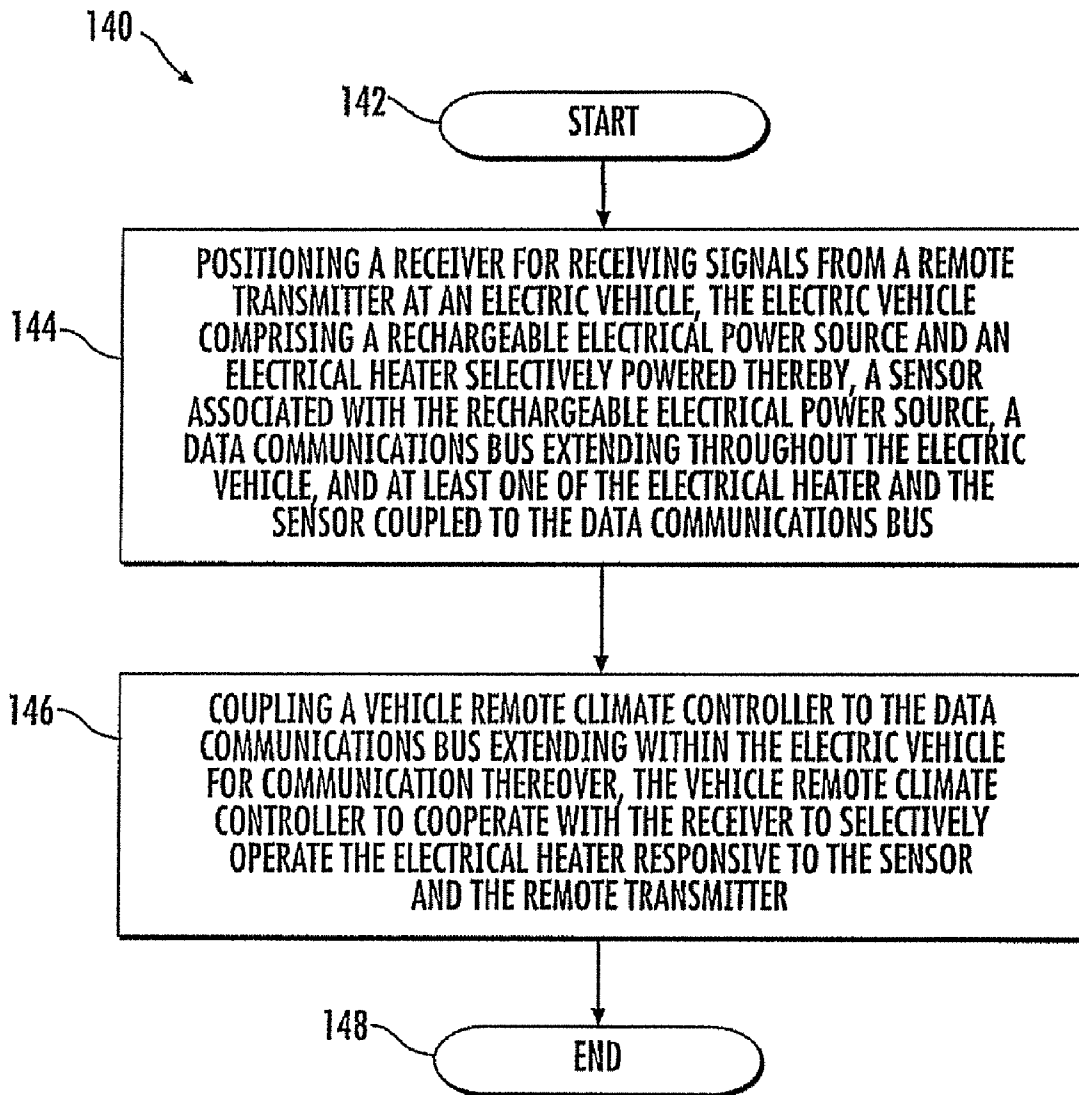 140
142
START
144
POSITIONING A RECEIVER FOR RECEIVING SIGNALS FROM A REMOTE
TRANSMITTER AT AN ELECTRIC VEHICLE, THE ELECTRIC VEHICLE
COMPRISING A RECHARGEABLE ELECTRICAL POWER SOURCE AND AN
ELECTRICAL HEATER SELECTIVELY POWERED THEREBY, A SENSOR
ASSOCIATED WITH THE RECHARGEABLE ELECTRICAL POWER SOURCE, A
DATA COMMUNICATIONS BUS EXTENDING THROUGHOUT THE ELECTRIC
VEHICLE, AND AT LEAST ONE OF THE ELECTRICAL HEATER AND THE
SENSOR COUPLED TO THE DATA COMMUNICATIONS BUS
146
COUPLING A VEHICLE REMOTE CLIMATE CONTROLLER TO THE DATA
COMMUNICATIONS BUS EXTENDING WITHIN THE ELECTRIC VEHICLE
FOR COMMUNICATION THEREOVER, THE VEHICLE REMOTE CLIMATE
CONTROLLER TO COOPERATE WITH THE RECEIVER TO SELECTIVELY
OPERATE THE ELECTRICAL HEATER RESPONSIVE TO THE SENSOR
AND THE REMOTE TRANSMITTER
148
END